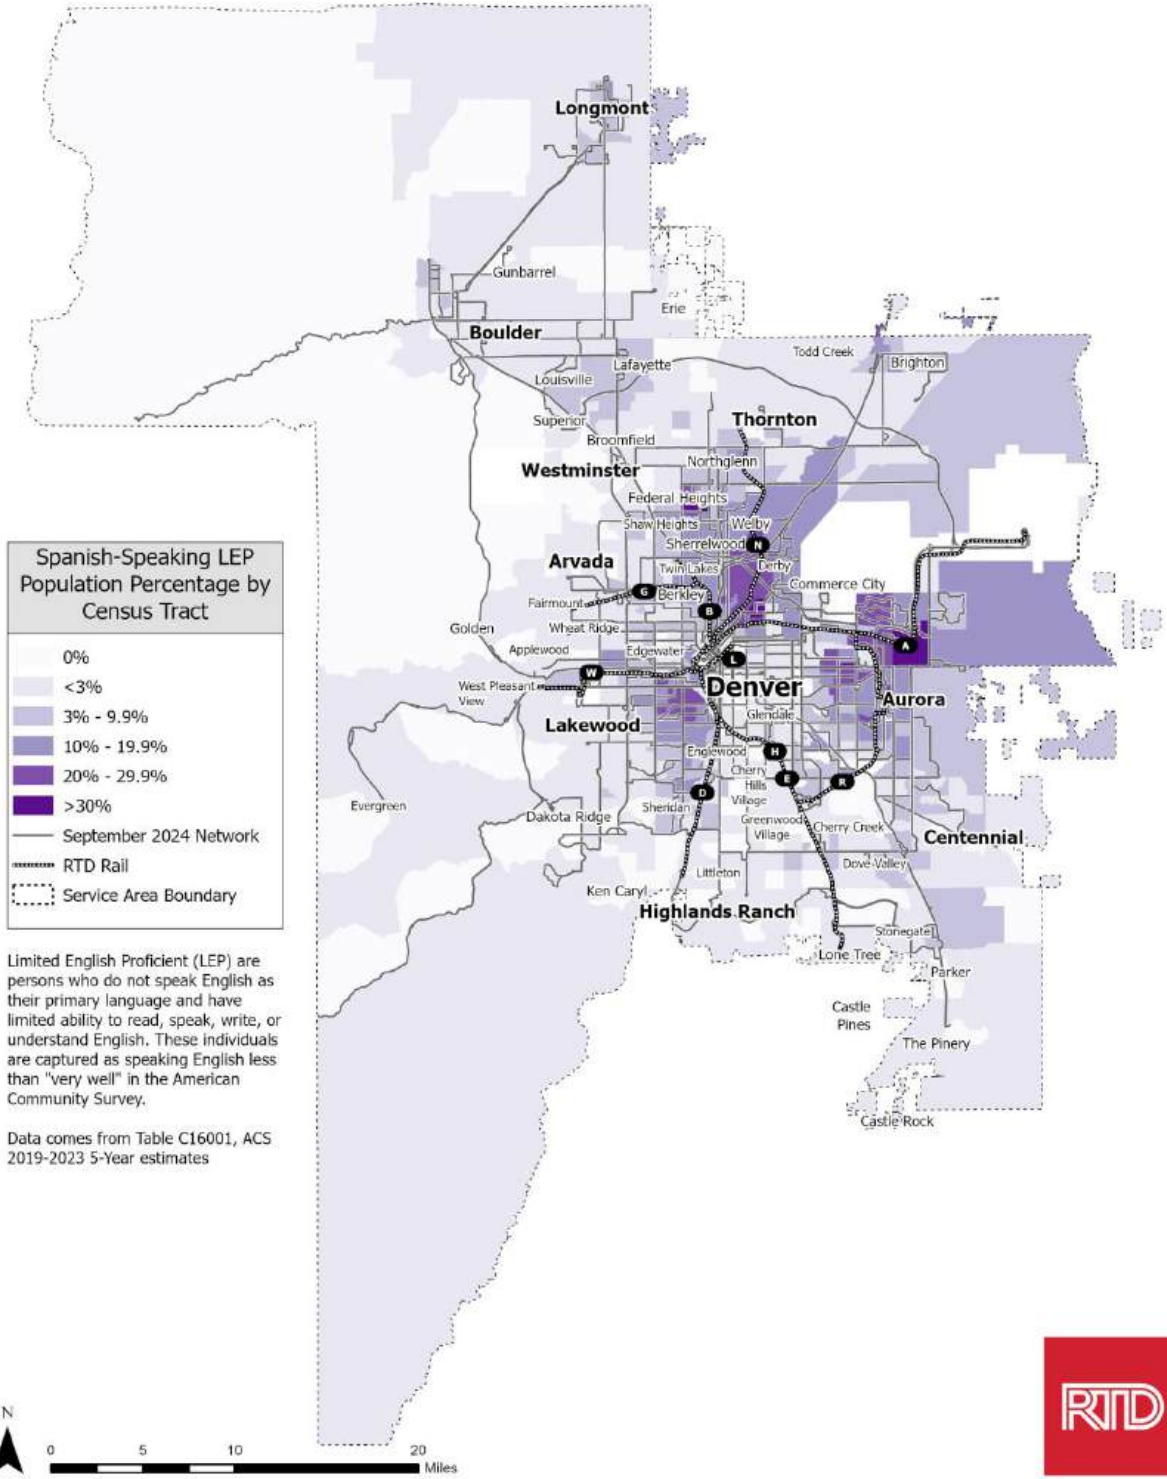 Longmont
Gunbarrel
Erie
Boulder
Todd Creek
Brighton
Lafayette
Louisville
Superior
Thornton
Broomfield
Northglenn
Westminster
Federal Heights
Shaw Heights
Welby
Sherrelwood
N
Arvada
Twin Lakes
Derby
Commerce City
G
Berkley
Fairmount
B
Golden
Wheat Ridge
Applewood
Edgewater
A
L
W
West Pleasant
View
Denver
Aurora
Lakewood
Glendale
Englewood
H
Cherry
Hills
Village
E
R
D
Evergreen
Sheridan
Dakota Ridge
Greenwood
Village
Cherry Creek
Centennial
Dove Valley
Littleton
Ken Caryl
Highlands Ranch
Stonegate
Lone Tree
Parker
Castle
Pines
The Pinery
Castle Rock
Spanish-Speaking LEP
Population Percentage by
Census Tract
0%
<3%
3% - 9.9%
10% - 19.9%
20% - 29.9%
>30%
September 2024 Network
RTD Rail
Service Area Boundary
Limited English Proficient (LEP) are
persons who do not speak English as
their primary language and have
limited ability to read, speak, write, or
understand English. These individuals
are captured as speaking English less
than "very well" in the American
Community Survey.
Data comes from Table C16001, ACS
2019-2023 5-Year estimates
N
0 5 10 20
Miles
RTD